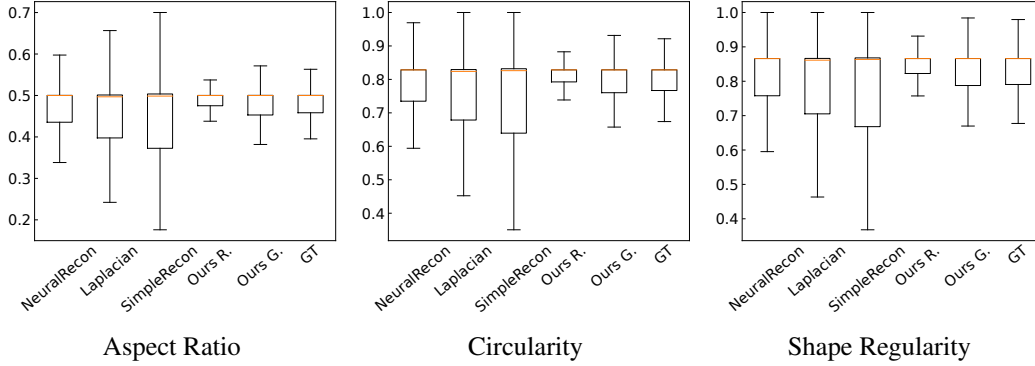 0.7
0.6
0.5
0.4
0.3
0.2
NeuralRecon
Laplacian
SimpleRecon
Ours R.
Ours G.
GT
Aspect Ratio
1.0
0.9
0.8
0.7
0.6
0.5
0.4
NeuralRecon
Laplacian
SimpleRecon
Ours R.
Ours G.
GT
Circularity
1.0
0.9
0.8
0.7
0.6
0.5
0.4
NeuralRecon
Laplacian
SimpleRecon
Ours R.
Ours G.
GT
Shape Regularity